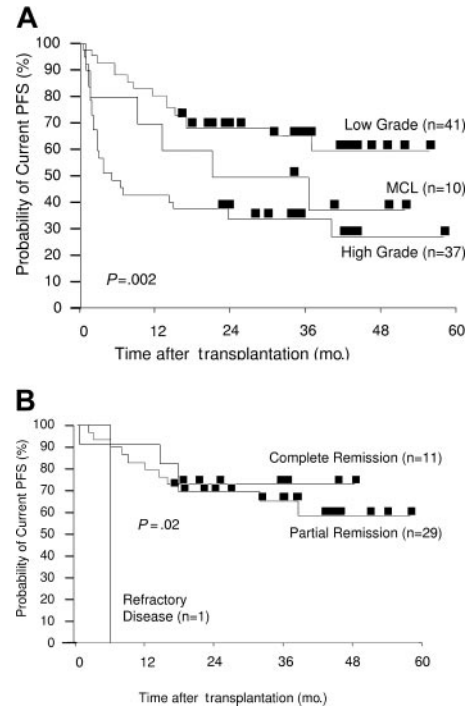 A
Probability of Current PFS (%)
100
90
80
70
60
50
40
30
20
10
0
Low Grade (n=41)
MCL (n=10)
High Grade (n=37)
P=.002
0 12 24 36 48 60
Time after transplantation (mo.)
B
Probability of Current PFS (%)
100
90
80
70
60
50
40
30
20
10
0
Complete Remission (n=11)
P=.02
Partial Remission (n=29)
Refractory
Disease (n=1)
0 12 24 36 48 60
Time after transplantation (mo.)